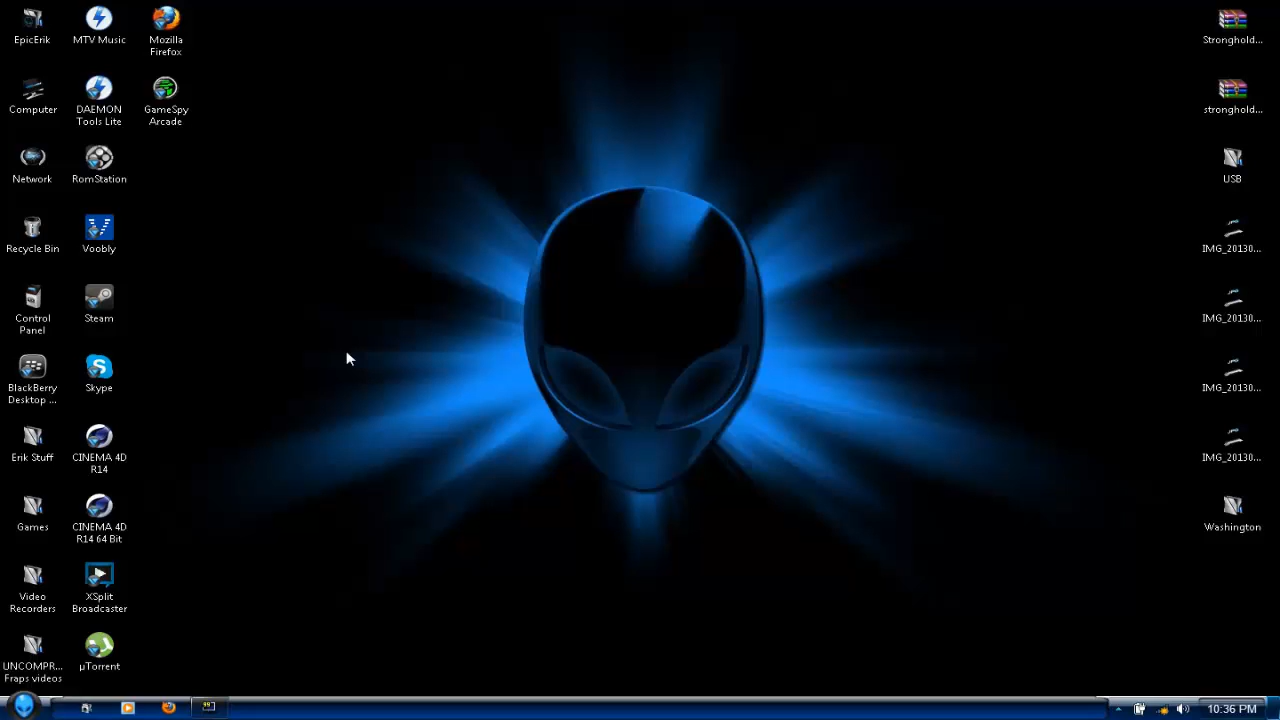 EpicErik
MTV Music
Mozilla
Firefox
Stronghold...
Computer
DAEMON
Tools Lite
GameSpy
Arcade
stronghold...
Network
RomStation
USB
Recycle Bin
Voobly
IMG_20130...
Control
Panel
Steam
IMG_20130...
BlackBerry
Desktop ...
Skype
IMG_20130...
Erik Stuff
CINEMA 4D
R14
IMG_20130...
Games
CINEMA 4D
R14 64 Bit
Washington
Video
Recorders
XSplit
Broadcaster
UNCOMPR...
Fraps videos
µTorrent
99
10:36 PM